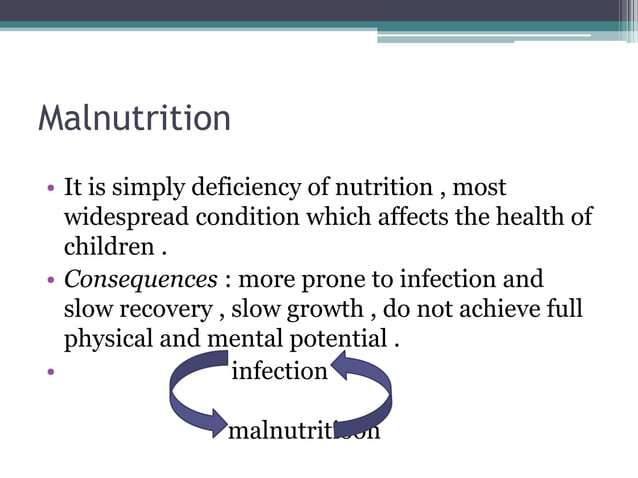 Malnutrition
• It is simply deficiency of nutrition , most
widespread condition which affects the health of
children .
• Consequences : more prone to infection and
slow recovery , slow growth , do not achieve full
physical and mental potential .
• infection
malnutritioon